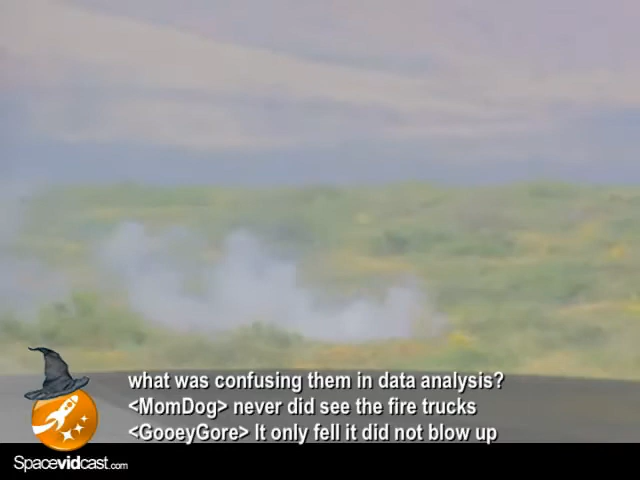 what was confusing them in data analysis?
<MomDog> never did see the fire trucks
<GooeyGore> It only fell it did not blow up
Spacevidcast.com